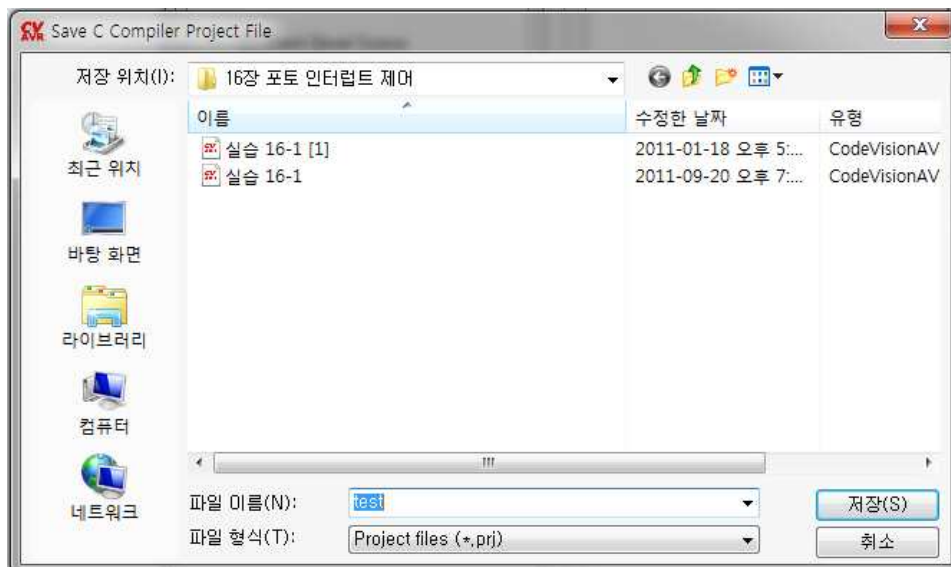 Save C Compiler Project File
저장 위치(I):
16장 포토 인터럽트 제어
이름
수정한 날짜
유형
실습 16-1 [1]
2011-01-18 오후 5:...
CodeVisionAV
실습 16-1
2011-09-20 오후 7:...
CodeVisionAV
최근 위치
바탕 화면
라이브러리
컴퓨터
네트워크
파일 이름(N):
test
저장(S)
파일 형식(T):
Project files (*.prj)
취소